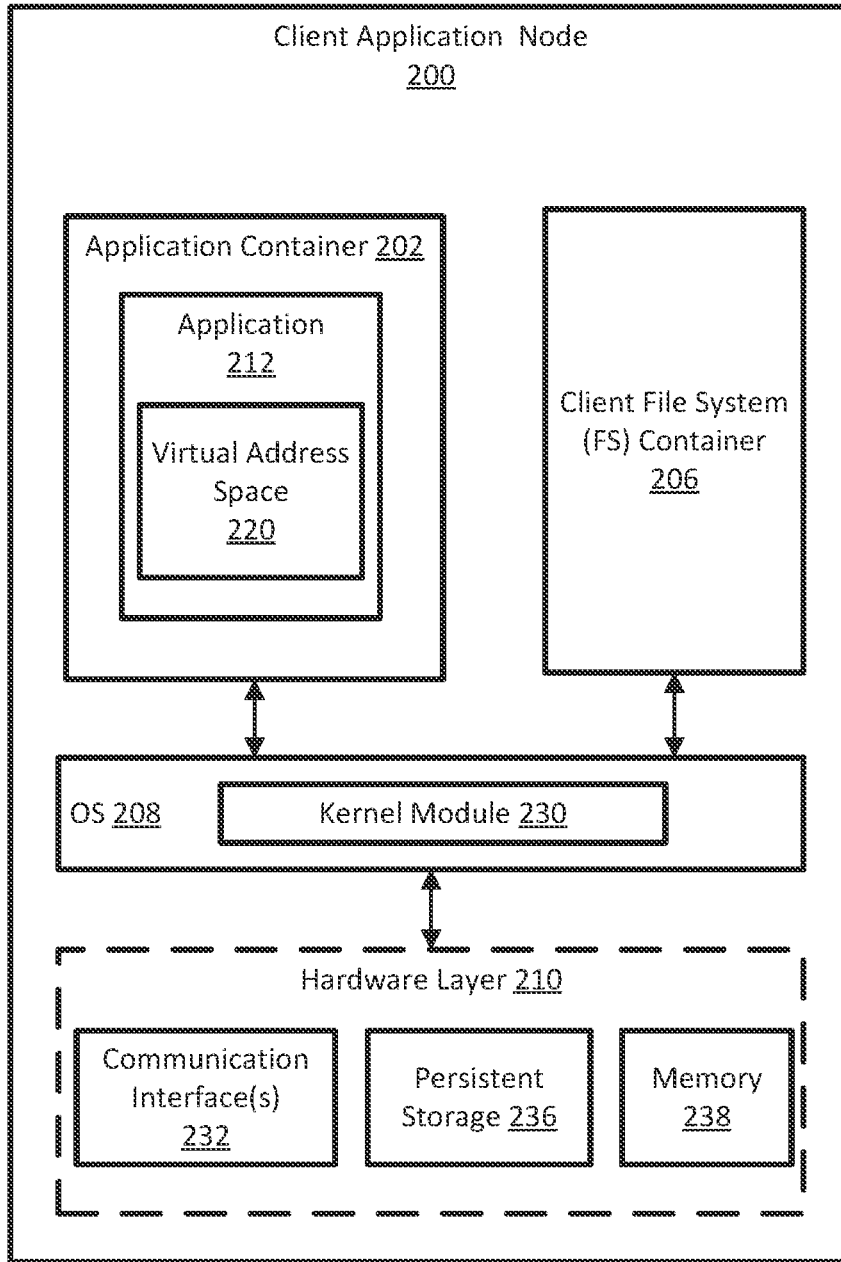 Client Application Node
200
Application Container 202
Application
212
Virtual Address
Space
220
Client File System
(FS) Container
206
OS 208
Kernel Module 230
Hardware Layer 210
Communication
Interface(s)
232
Persistent
Storage 236
Memory
238